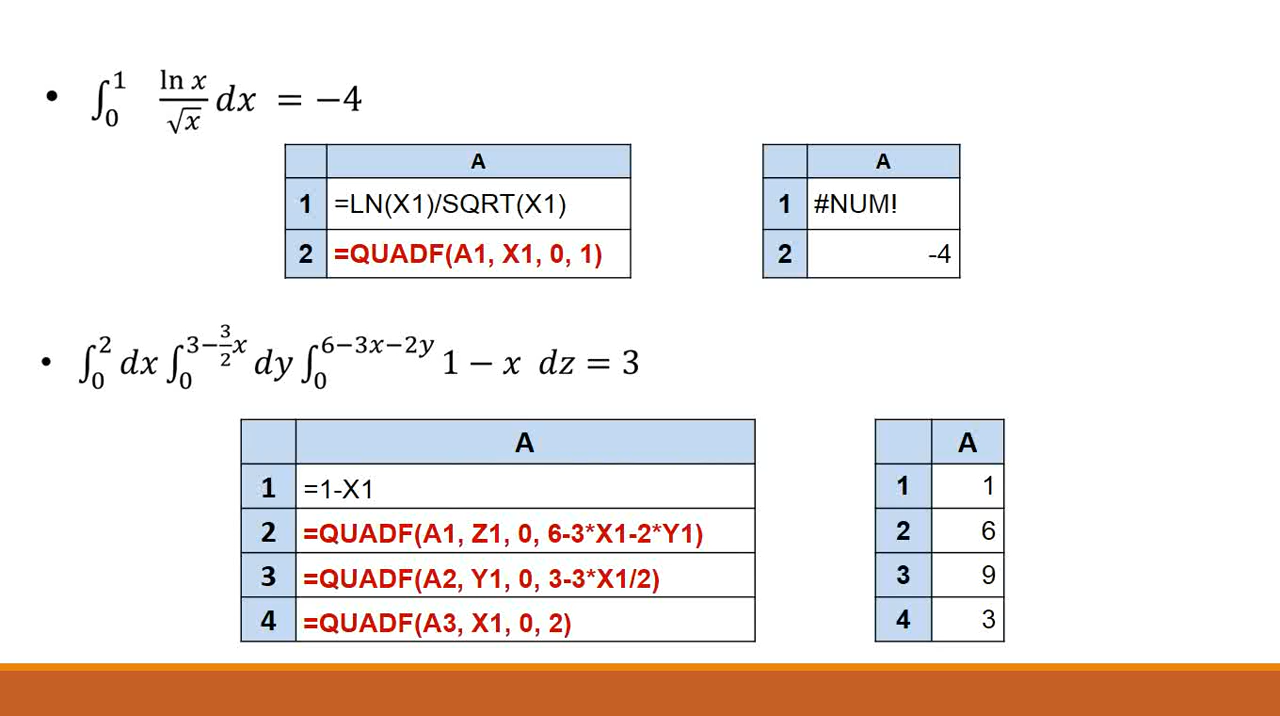 • ∫₀¹ ln x / √x dx = −4
A
1 =LN(X1)/SQRT(X1)
2 =QUADF(A1, X1, 0, 1)
A
1 #NUM!
2 -4
• ∫₀² dx ∫₀^(3−(3/2)x) dy ∫₀^(6−3x−2y) 1 − x dz = 3
A
1 =1-X1
2 =QUADF(A1, Z1, 0, 6-3*X1-2*Y1)
3 =QUADF(A2, Y1, 0, 3-3*X1/2)
4 =QUADF(A3, X1, 0, 2)
A
1 1
2 6
3 9
4 3